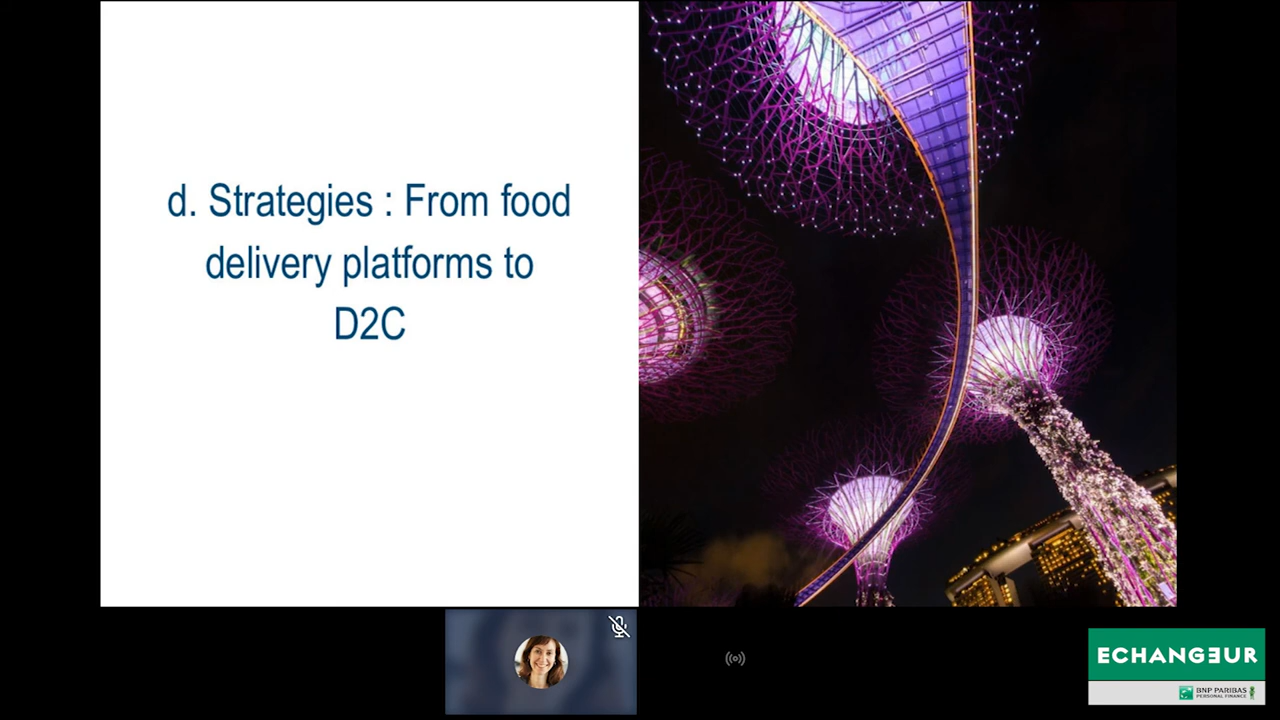 d. Strategies : From food
delivery platforms to
D2C
ECHANGEUR
BNP PARIBAS
PERSONAL FINANCE